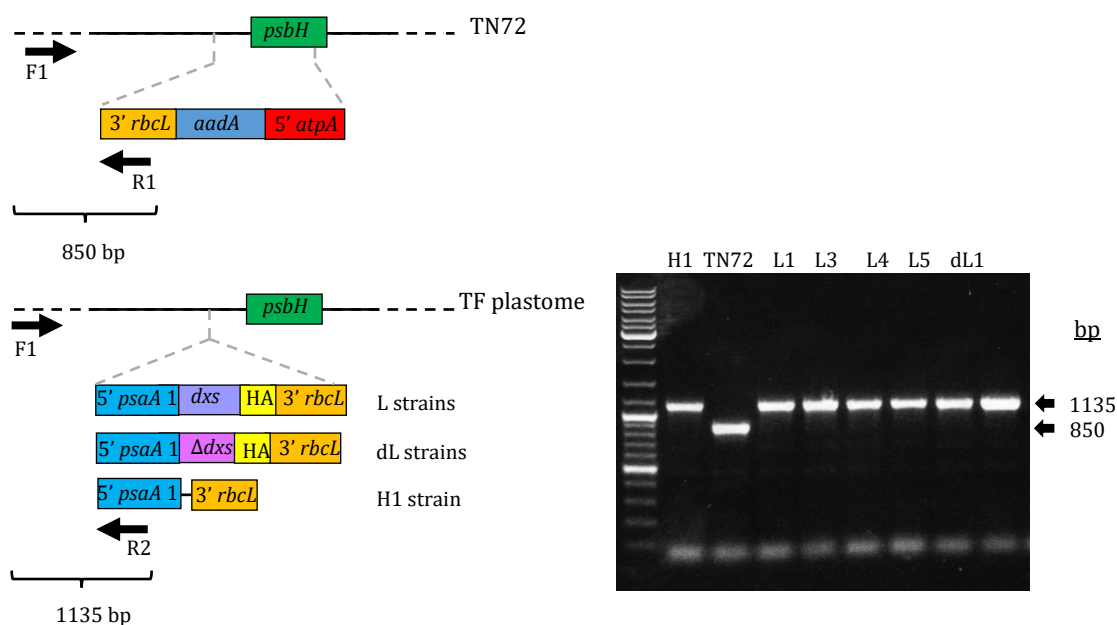 psbH
TN72
F1
3’ rbcL aadA 5’ atpA
R1
850 bp
psbH
TF plastome
F1
5’ psaA 1 dxs HA 3’ rbcL
L strains
5’ psaA 1 Δdxs HA 3’ rbcL
dL strains
5’ psaA 1 3’ rbcL
H1 strain
R2
1135 bp
H1 TN72 L1 L3 L4 L5 dL1
bp
1135
850